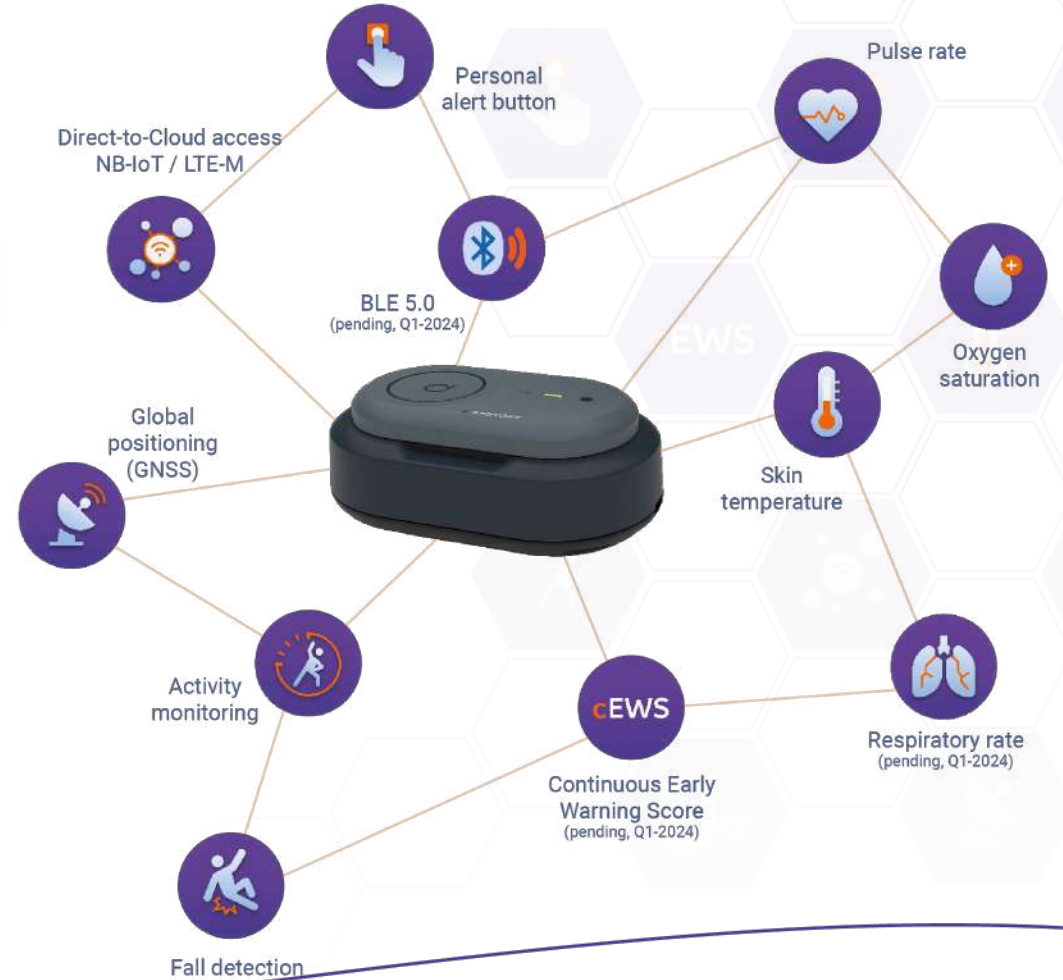 Personal
alert button
Pulse rate
Direct-to-Cloud access
NB-IoT / LTE-M
BLE 5.0
(pending, Q1-2024)
EWS
Oxygen
saturation
Global
positioning
(GNSS)
Skin
temperature
Activity
monitoring
cEWS
Continuous Early
Warning Score
(pending, Q1-2024)
Respiratory rate
(pending, Q1-2024)
Fall detection